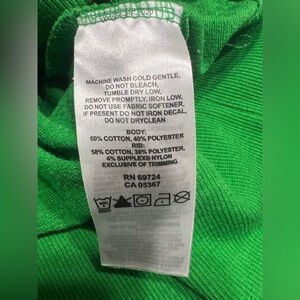 MACHINE WASH COLD GENTLE,
DO NOT BLEACH,
TUMBLE DRY LOW,
REMOVE PROMPTLY, IRON LOW,
DO NOT USE FABRIC SOFTENER,
IF PRESENT DO NOT IRON DECAL,
DO NOT DRYCLEAN
BODY:
60% COTTON, 40% POLYESTER
RIB:
58% COTTON, 38% POLYESTER,
4% SUPPLEX® NYLON
EXCLUSIVE OF TRIMMING
RN 69724
CA 05367